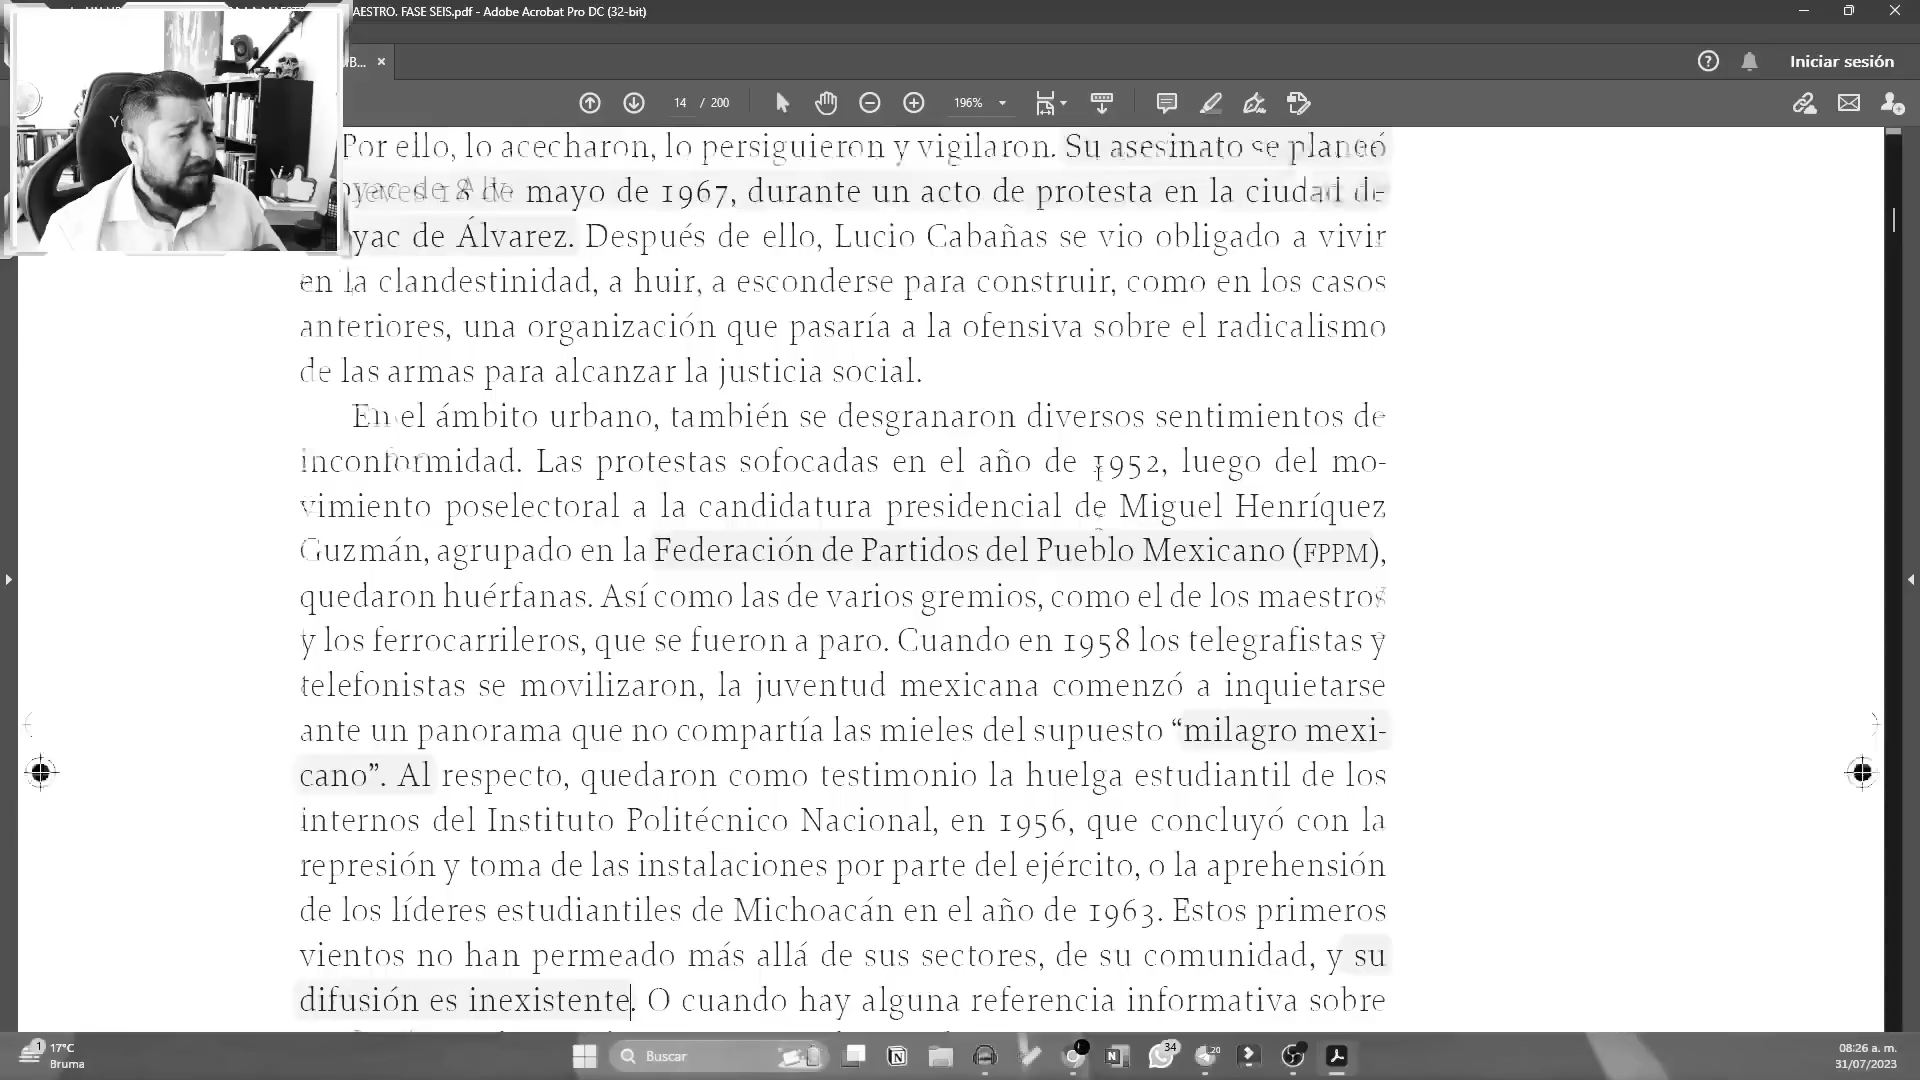 AESTRO. FASE SEIS.pdf - Adobe Acrobat Pro DC (32-bit)
B... ×
Iniciar sesión
14 / 200
196%
Por ello, lo acecharon, lo persiguieron y vigilaron. Su asesinato se planeó
18 de mayo de 1967, durante un acto de protesta en la ciudad de
yac de Álvarez. Después de ello, Lucio Cabañas se vio obligado a vivir
en la clandestinidad, a huir, a esconderse para construir, como en los casos
anteriores, una organización que pasaría a la ofensiva sobre el radicalismo
de las armas para alcanzar la justicia social.
En el ámbito urbano, también se desgranaron diversos sentimientos de
inconformidad. Las protestas sofocadas en el año de 1952, luego del mo-
vimiento poselectoral a la candidatura presidencial de Miguel Henríquez
Guzmán, agrupado en la Federación de Partidos del Pueblo Mexicano (FPPM),
quedaron huérfanas. Así como las de varios gremios, como el de los maestros
y los ferrocarrileros, que se fueron a paro. Cuando en 1958 los telegrafistas y
telefonistas se movilizaron, la juventud mexicana comenzó a inquietarse
ante un panorama que no compartía las mieles del supuesto “milagro mexi-
cano”. Al respecto, quedaron como testimonio la huelga estudiantil de los
internos del Instituto Politécnico Nacional, en 1956, que concluyó con la
represión y toma de las instalaciones por parte del ejército, o la aprehensión
de los líderes estudiantiles de Michoacán en el año de 1963. Estos primeros
vientos no han permeado más allá de sus sectores, de su comunidad, y su
difusión es inexistente. O cuando hay alguna referencia informativa sobre
1
17°C
Bruma
Buscar
34
20
08:26 a. m.
31/07/2023